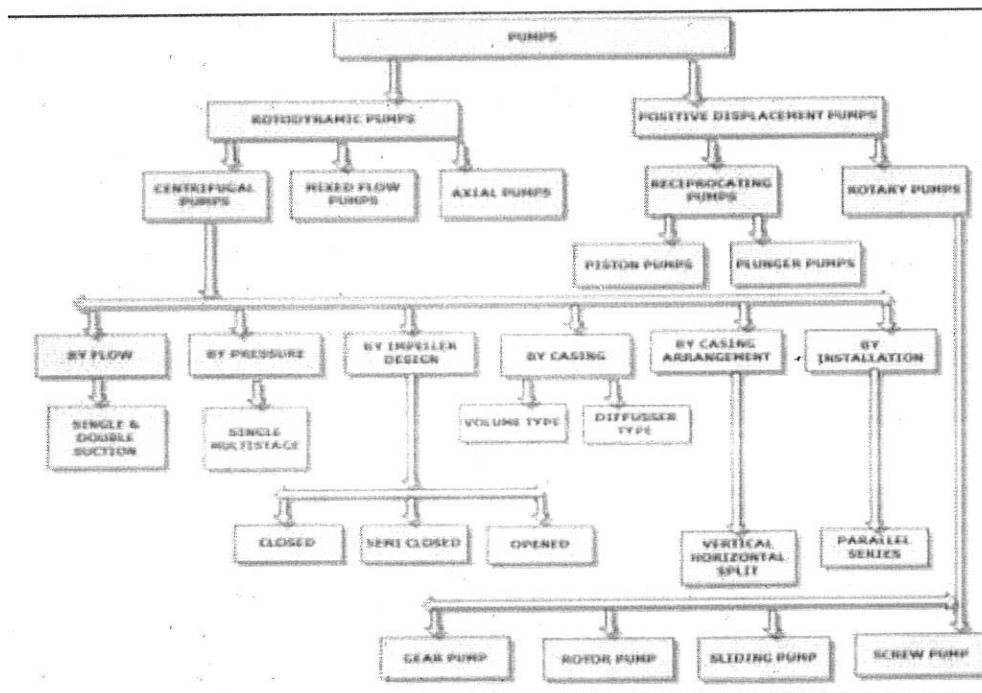 PUMPS
ROTODYNAMIC PUMPS
POSITIVE DISPLACEMENT PUMPS
CENTRIFUGAL
PUMPS
MIXED FLOW
PUMPS
AXIAL PUMPS
RECIPROCATING
PUMPS
ROTARY PUMPS
PISTON PUMPS
PLUNGER PUMPS
BY FLOW
BY PRESSURE
BY IMPELLER
DESIGN
BY CASING
BY CASING
ARRANGEMENT
BY
INSTALLATION
SINGLE &
DOUBLE
SUCTION
SINGLE
MULTISTAGE
VOLUME TYPE
DIFFUSSER
TYPE
CLOSED
SEMI CLOSED
OPENED
VERTICAL
HORIZONTAL
SPLIT
PARALLEL
SERIES
GEAR PUMP
ROTOR PUMP
SLIDING PUMP
SCREW PUMP